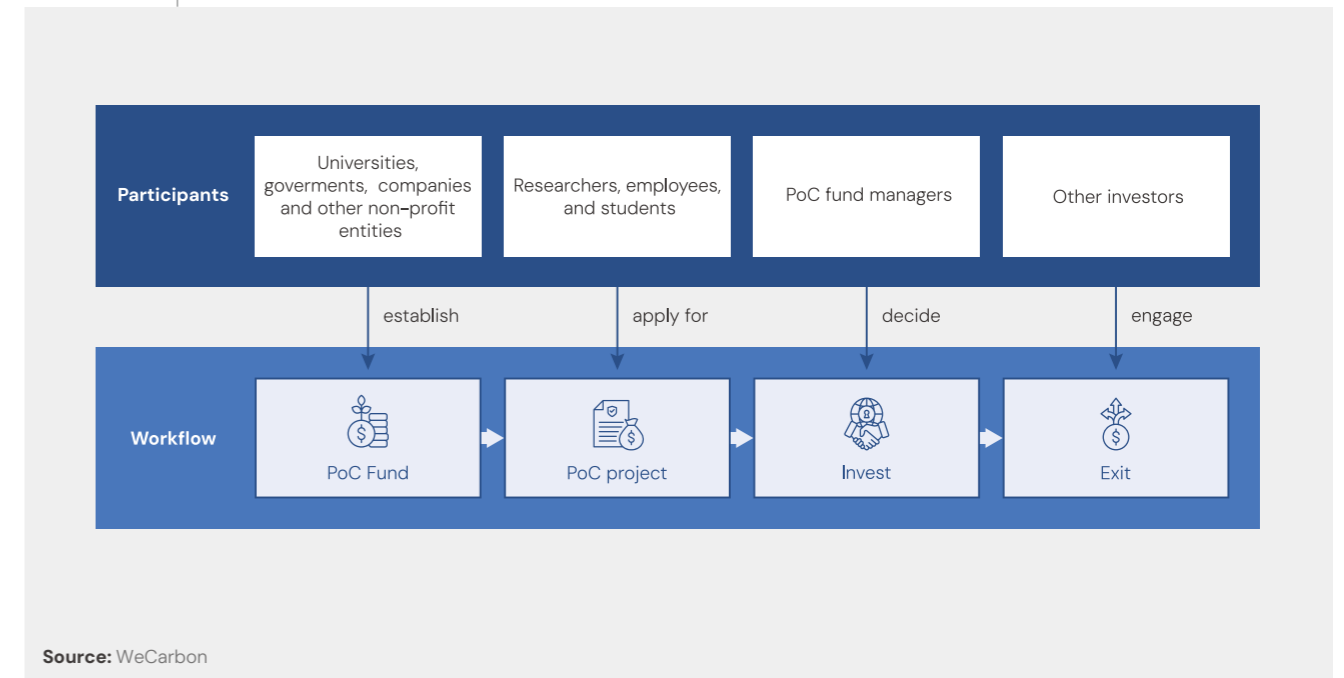 Participants
Universities,
goverments, companies
and other non-profit
entities
Researchers, employees,
and students
PoC fund managers
Other investors
establish
apply for
decide
engage
Workflow
PoC Fund
PoC project
Invest
Exit
Source: WeCarbon